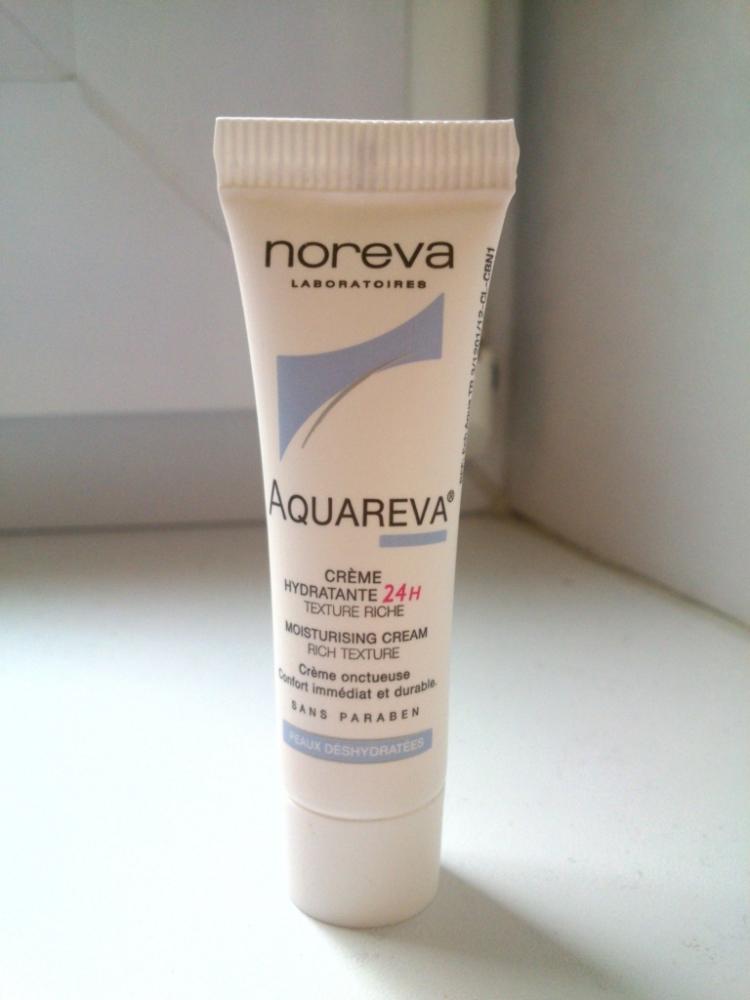 noreva
LABORATOIRES
AQUAREVA®
CRÈME
HYDRATANTE 24H
TEXTURE RICHE
MOISTURISING CREAM
RICH TEXTURE
Crème onctueuse
Confort immédiat et durable.
SANS PARABEN
PEAUX DÉSHYDRATÉES